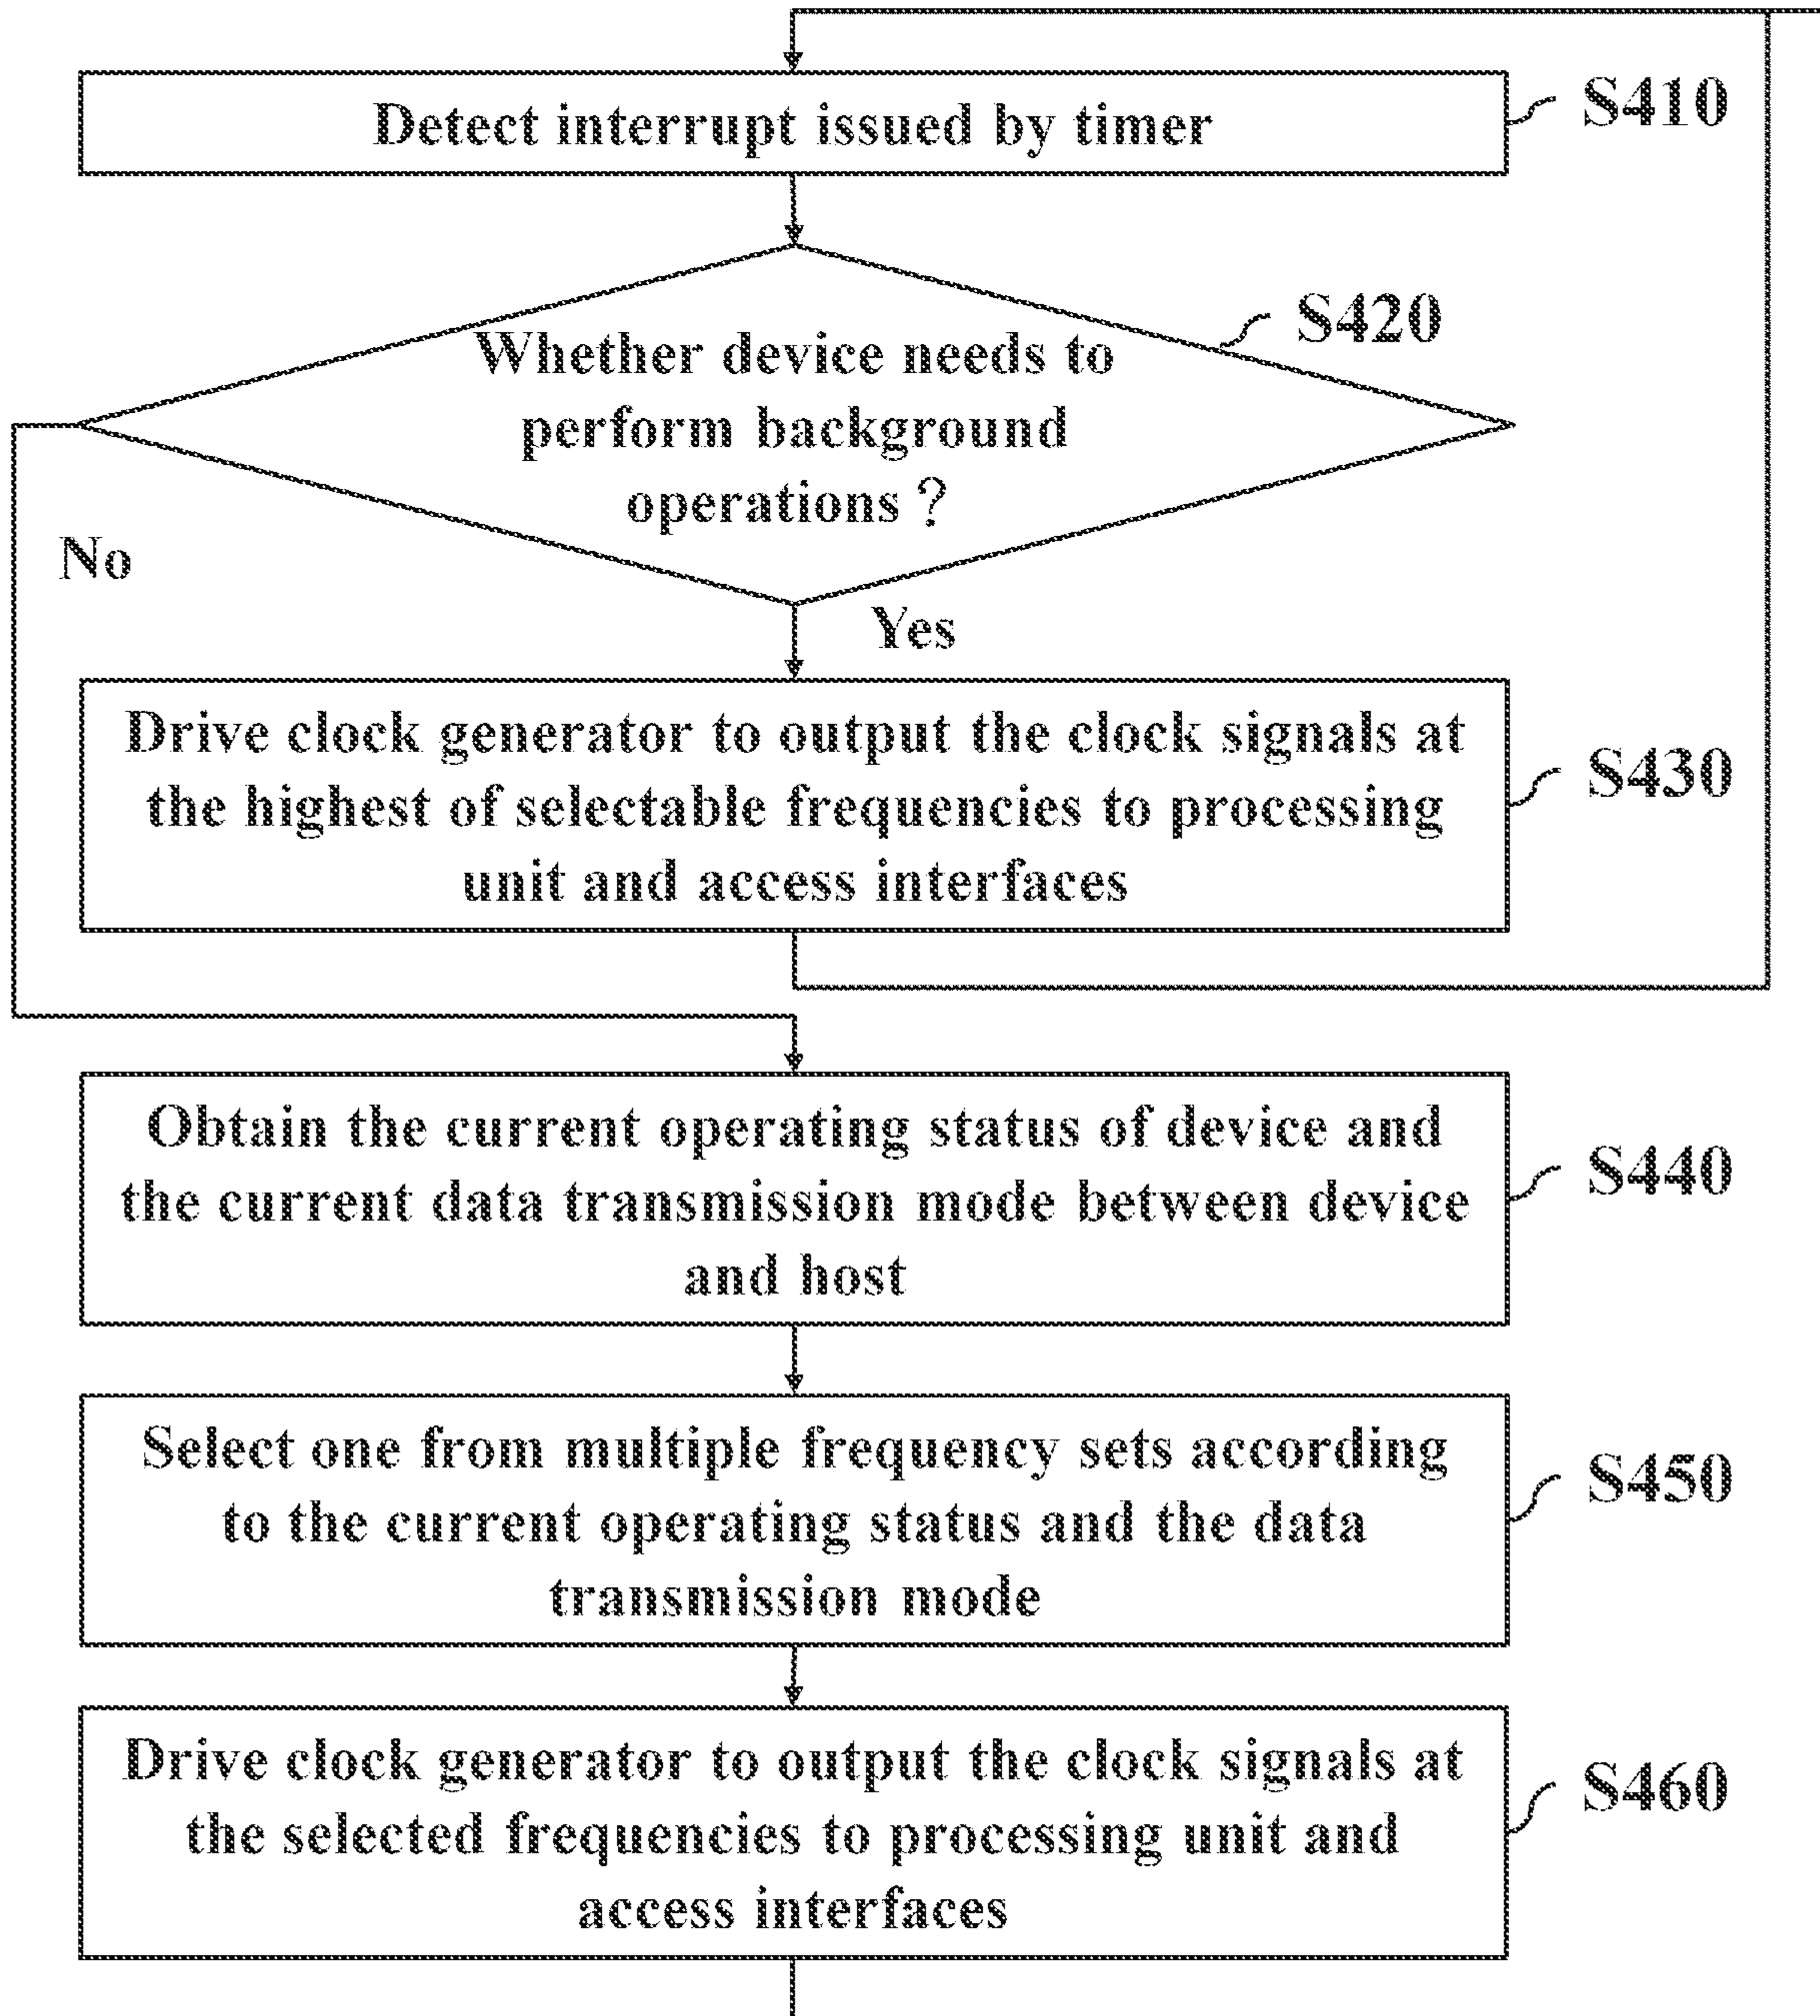 Detect interrupt issued by timer
S410
S420
Whether device needs to
perform background
operations ?
No
Yes
Drive clock generator to output the clock signals at
the highest of selectable frequencies to processing
unit and access interfaces
S430
Obtain the current operating status of device and
the current data transmission mode between device
and host
S440
Select one from multiple frequency sets according
to the current operating status and the data
transmission mode
S450
Drive clock generator to output the clock signals at
the selected frequencies to processing unit and
access interfaces
S460